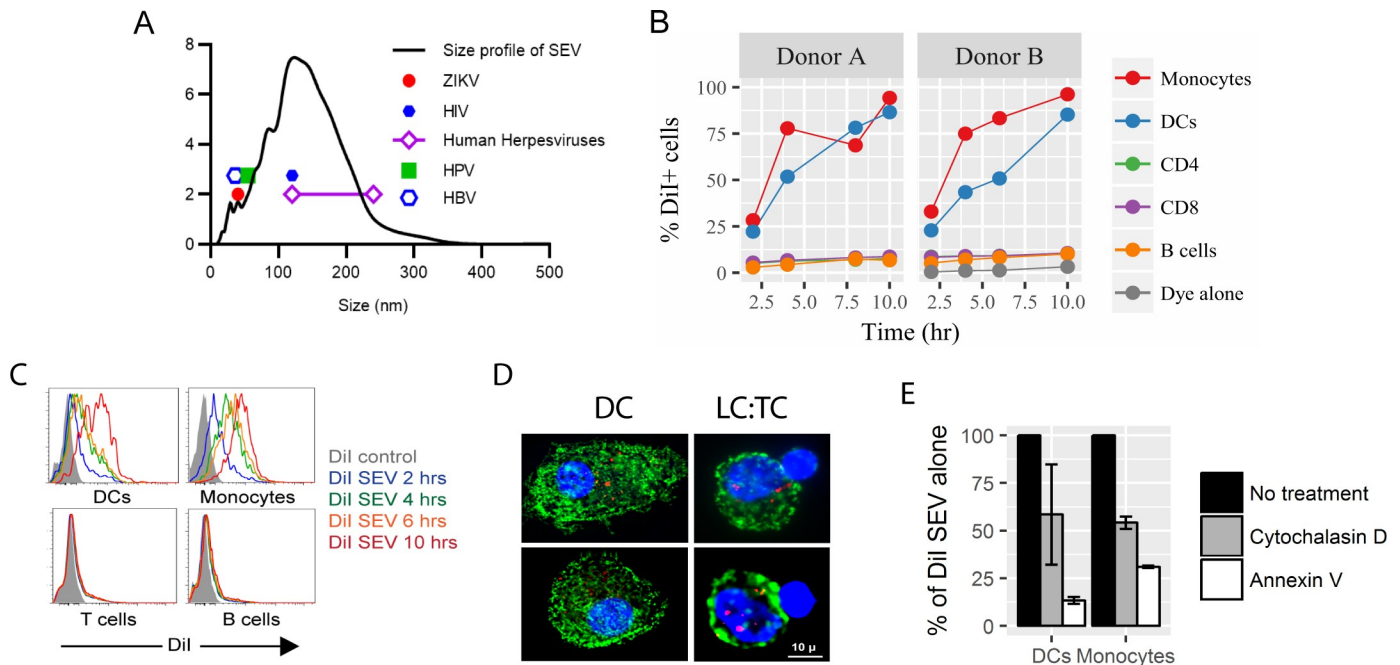 A
8
6
4
2
0
0 100 200 300 400 500
Size (nm)
Size profile of SEV
ZIKV
HIV
Human Herpesviruses
HPV
HBV
B
Donor A Donor B
100
75
50
25
0
% DiI+ cells
2.5 5.0 7.5 10.0 2.5 5.0 7.5 10.0
Time (hr)
Monocytes
DCs
CD4
CD8
B cells
Dye alone
C
DCs Monocytes
T cells B cells
DiI
DiI control
DiI SEV 2 hrs
DiI SEV 4 hrs
DiI SEV 6 hrs
DiI SEV 10 hrs
D
DC LC:TC
10 μ
E
% of DiI SEV alone
100
75
50
25
0
DCs Monocytes
No treatment
Cytochalasin D
Annexin V